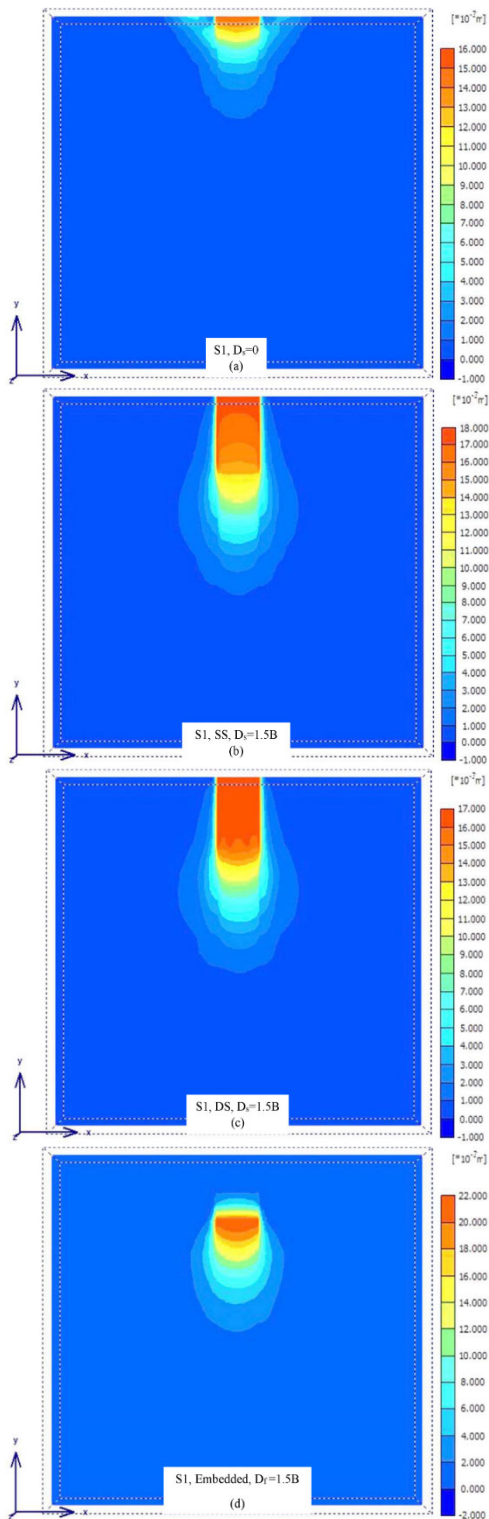 [*10⁻²m]
16.000
14.000
13.000
12.000
11.000
10.000
9.000
8.000
7.000
6.000
5.000
4.000
3.000
2.000
1.000
0.000
-1.000
y
z
x
S1, Dₛ=0
(a)
[*10⁻²m]
18.000
17.000
16.000
15.000
14.000
13.000
12.000
11.000
10.000
9.000
8.000
7.000
6.000
5.000
4.000
3.000
2.000
1.000
0.000
-1.000
y
z
x
S1, SS, Dₛ=1.5B
(b)
[*10⁻²m]
17.000
16.000
15.000
14.000
13.000
12.000
11.000
10.000
9.000
8.000
7.000
6.000
5.000
4.000
3.000
2.000
1.000
0.000
-1.000
y
z
x
S1, DS, Dₛ=1.5B
(c)
[*10⁻²m]
22.000
20.000
18.000
16.000
14.000
12.000
10.000
8.000
6.000
4.000
2.000
0.000
-2.000
y
z
x
S1, Embedded, D_f=1.5B
(d)